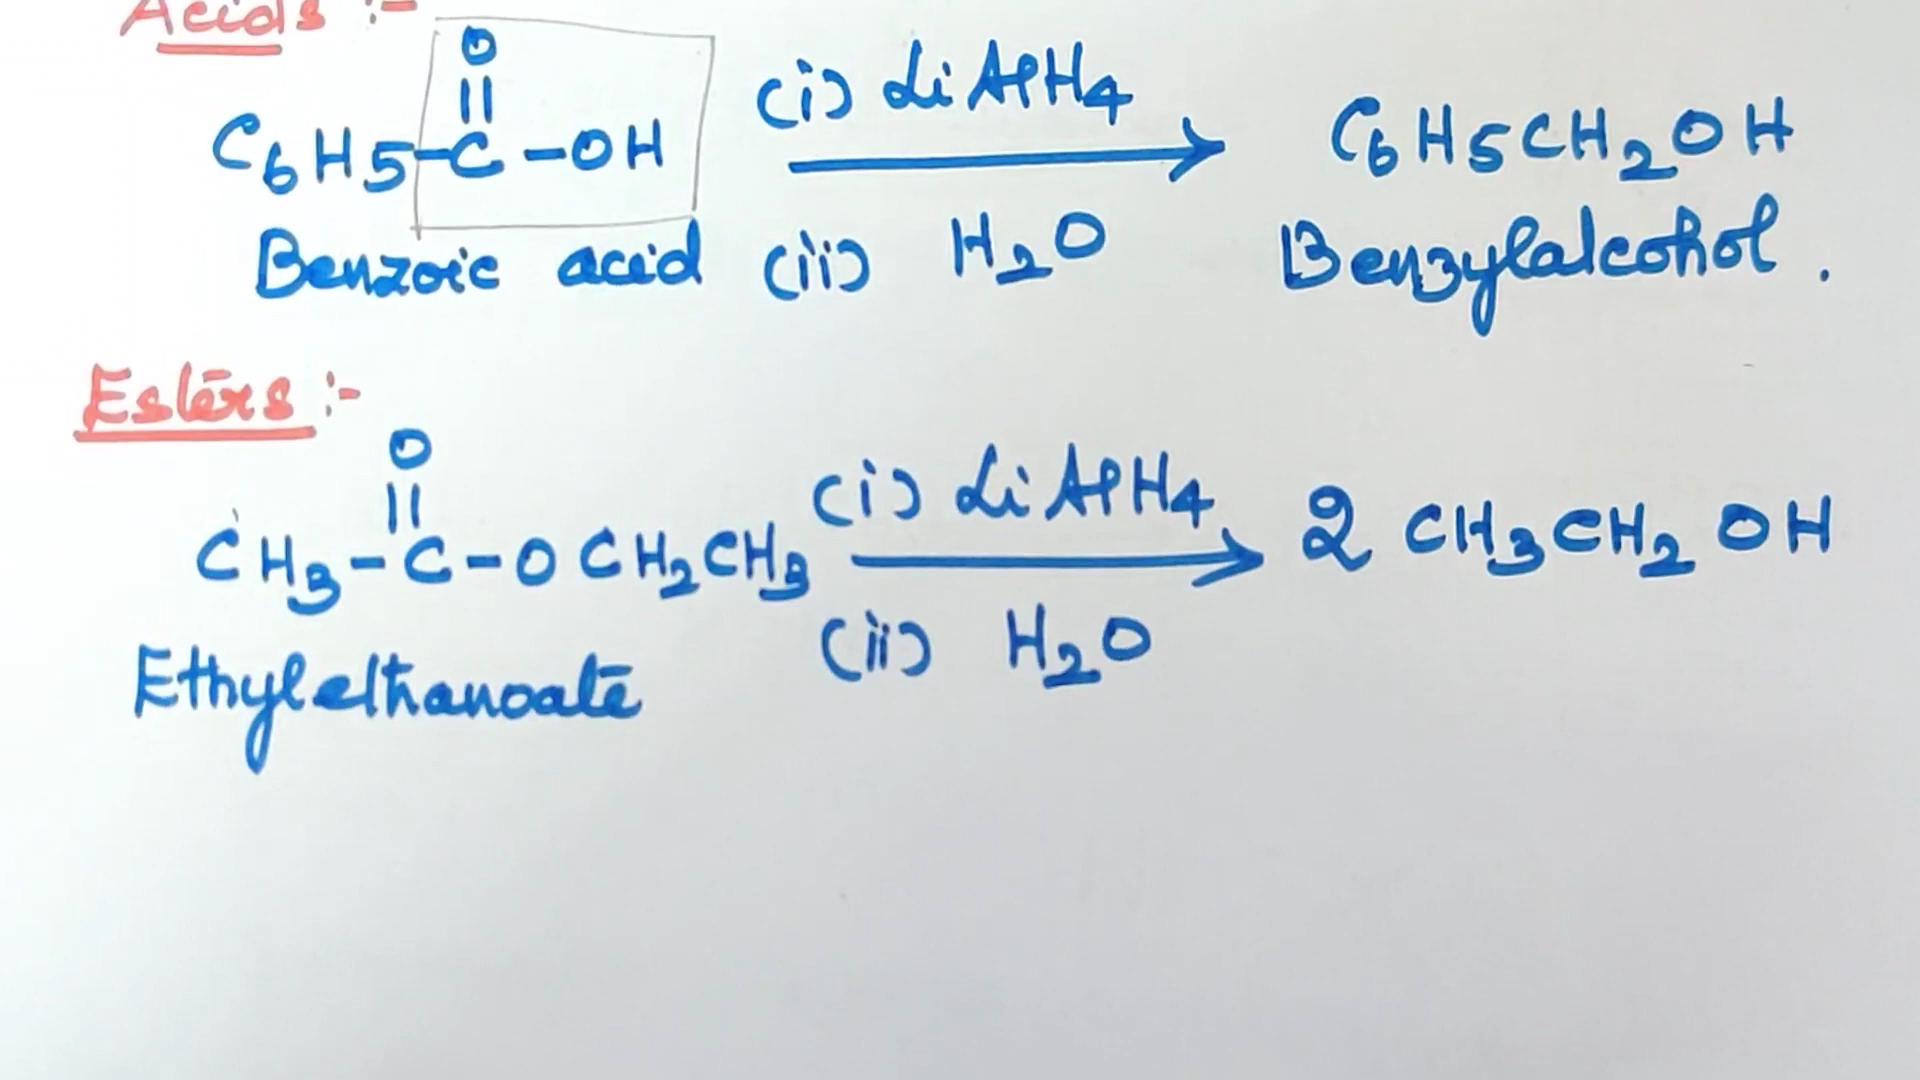 Acids :-
O
||
C6H5-C-OH (i) LiAlH4 → C6H5CH2OH
Benzoic acid (ii) H2O Benzylalcohol.
Esters :-
O
||
CH3-C-OCH2CH3 (i) LiAlH4 → 2 CH3CH2OH
(ii) H2O
Ethylethanoate